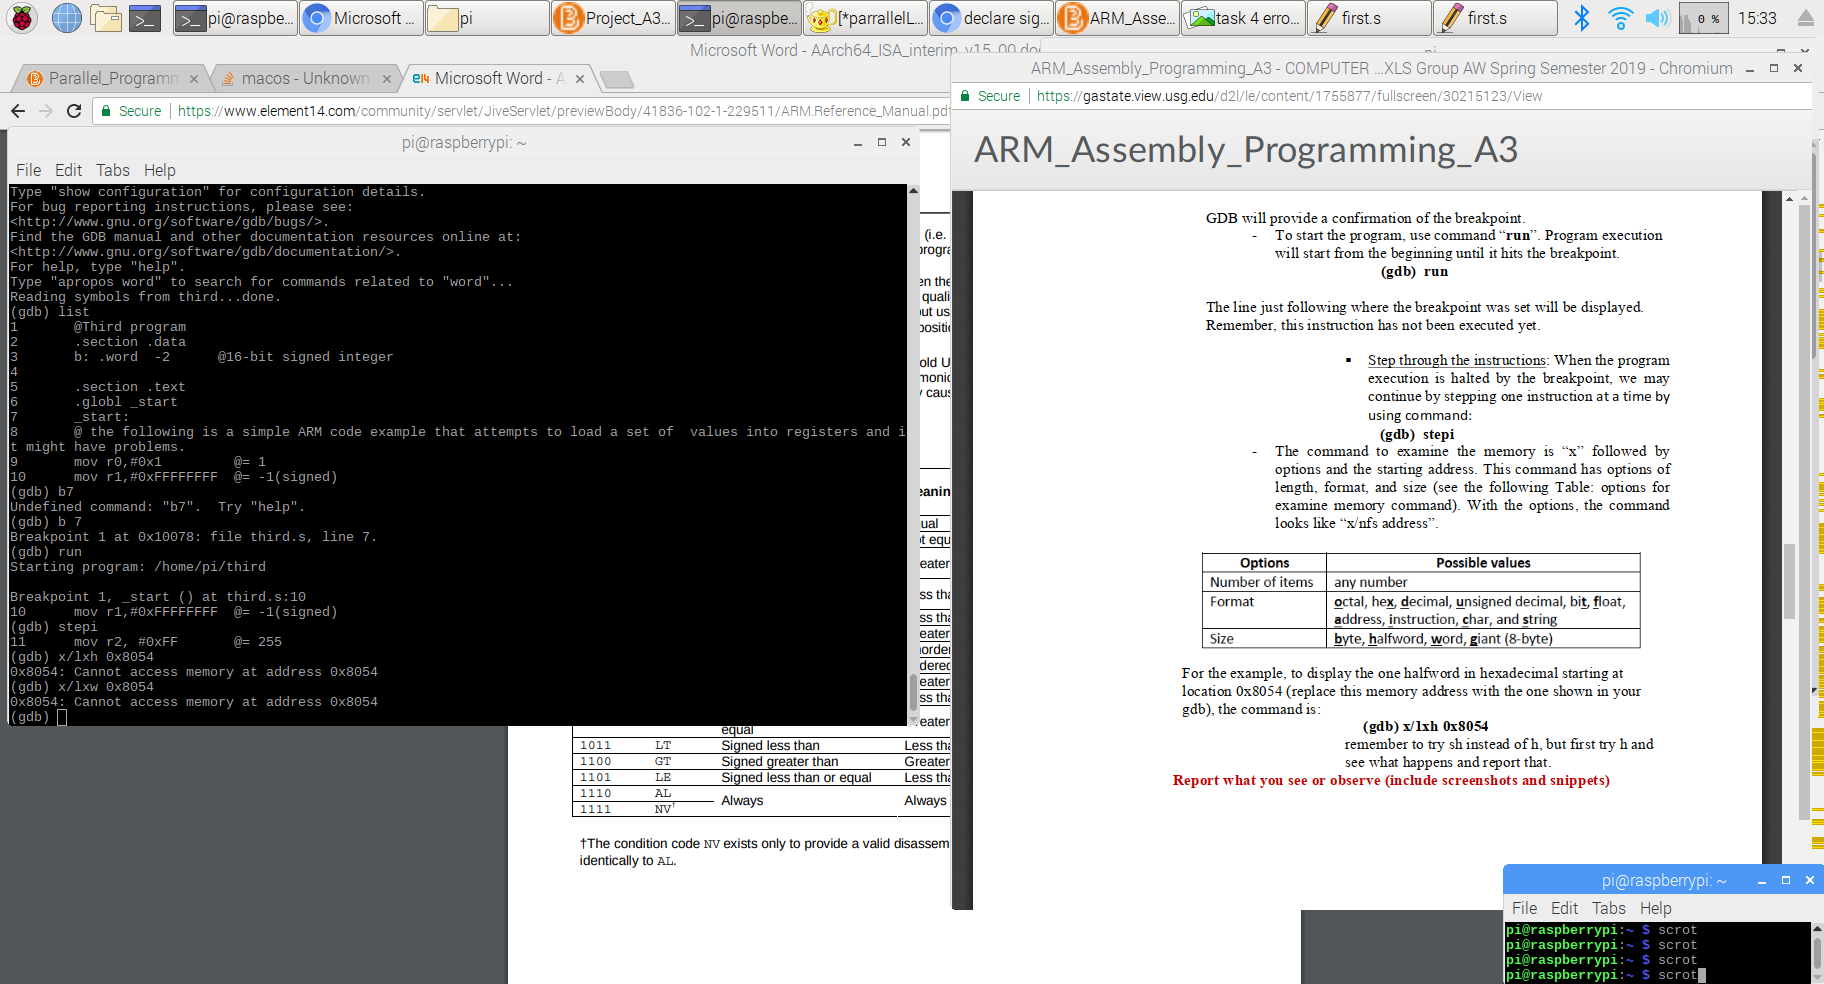 pi@raspbe...
Microsoft ...
pi
Project_A3...
pi@raspbe...
[*parrallelL...
declare sig...
ARM_Asse...
task 4 erro...
first.s
first.s
0 %
15:33
Microsoft Word - AArch64_ISA_interim_v15_00.do
Parallel_Programm
macos - Unknown
Microsoft Word - A
Secure
https://www.element14.com/community/servlet/JiveServlet/previewBody/41836-102-1-229511/ARM.Reference_Manual.pdf
pi@raspberrypi: ~
File Edit Tabs Help
Type "show configuration" for configuration details.
For bug reporting instructions, please see:
<http://www.gnu.org/software/gdb/bugs/>.
Find the GDB manual and other documentation resources online at:
<http://www.gnu.org/software/gdb/documentation/>.
For help, type "help".
Type "apropos word" to search for commands related to "word"...
Reading symbols from third...done.
(gdb) list
1 @Third program
2 .section .data
3 b: .word -2 @16-bit signed integer
4
5 .section .text
6 .globl _start
7 _start:
8 @ the following is a simple ARM code example that attempts to load a set of values into registers and i
t might have problems.
9 mov r0,#0x1 @= 1
10 mov r1,#0xFFFFFFFF @= -1(signed)
(gdb) b7
Undefined command: "b7". Try "help".
(gdb) b 7
Breakpoint 1 at 0x10078: file third.s, line 7.
(gdb) run
Starting program: /home/pi/third
Breakpoint 1, _start () at third.s:10
10 mov r1,#0xFFFFFFFF @= -1(signed)
(gdb) stepi
11 mov r2, #0xFF @= 255
(gdb) x/lxh 0x8054
0x8054: Cannot access memory at address 0x8054
(gdb) x/lxw 0x8054
0x8054: Cannot access memory at address 0x8054
(gdb)
equal
1011 LT Signed less than Less tha
1100 GT Signed greater than Greater
1101 LE Signed less than or equal Less tha
1110 AL Always Always
1111 NV†
†The condition code NV exists only to provide a valid disassem
identically to AL.
ARM_Assembly_Programming_A3 - COMPUTER ...XLS Group AW Spring Semester 2019 - Chromium
Secure
https://gastate.view.usg.edu/d2l/le/content/1755877/fullscreen/30215123/View
ARM_Assembly_Programming_A3
GDB will provide a confirmation of the breakpoint.
- To start the program, use command “run”. Program execution
will start from the beginning until it hits the breakpoint.
(gdb) run
The line just following where the breakpoint was set will be displayed.
Remember, this instruction has not been executed yet.
▪ Step through the instructions: When the program
execution is halted by the breakpoint, we may
continue by stepping one instruction at a time by
using command:
(gdb) stepi
- The command to examine the memory is “x” followed by
options and the starting address. This command has options of
length, format, and size (see the following Table: options for
examine memory command). With the options, the command
looks like “x/nfs address”.
Options Possible values
Number of items any number
Format octal, hex, decimal, unsigned decimal, bit, float,
address, instruction, char, and string
Size byte, halfword, word, giant (8-byte)
For the example, to display the one halfword in hexadecimal starting at
location 0x8054 (replace this memory address with the one shown in your
gdb), the command is:
(gdb) x/1xh 0x8054
remember to try sh instead of h, but first try h and
see what happens and report that.
Report what you see or observe (include screenshots and snippets)
pi@raspberrypi: ~
File Edit Tabs Help
pi@raspberrypi:~ $ scrot
pi@raspberrypi:~ $ scrot
pi@raspberrypi:~ $ scrot
pi@raspberrypi:~ $ scrot